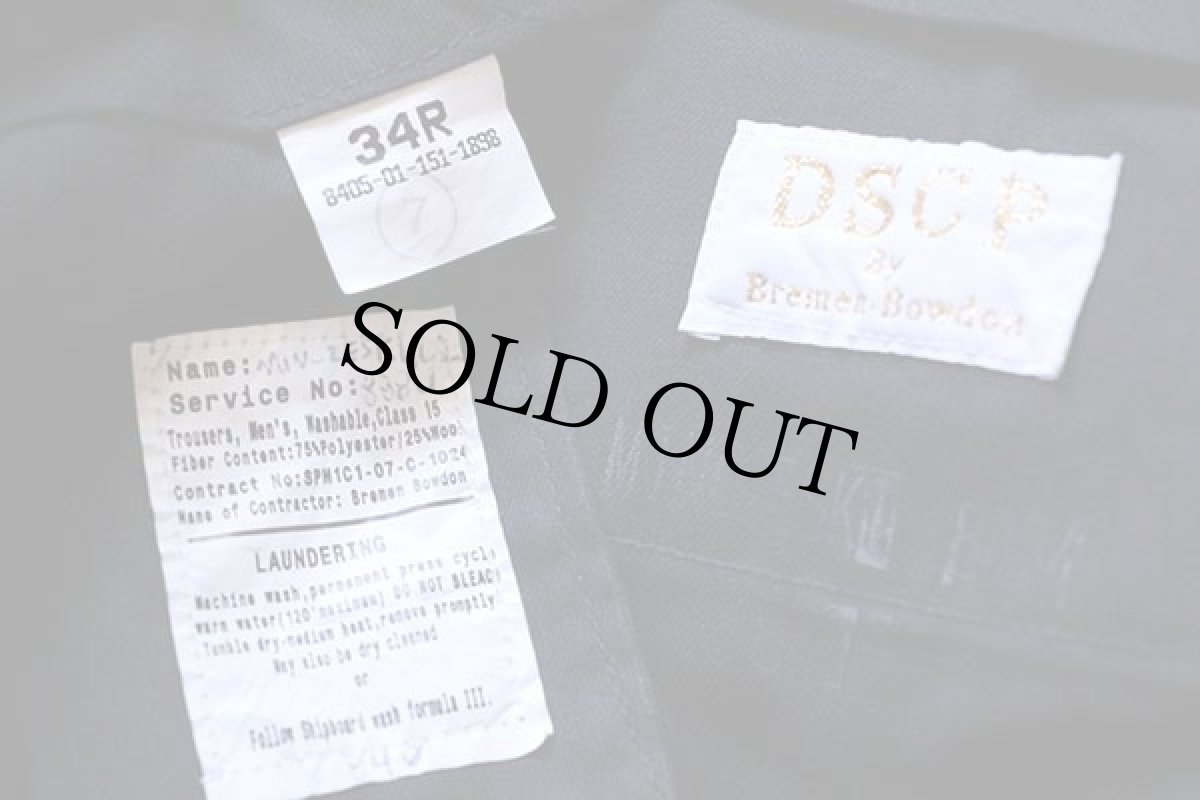 34R
8405-01-151-1898
7
DSCP
BY
Bremen-Bowdon
SOLD OUT
Name:
Service No:
Trousers, Men's, Washable,Class 15
Fiber Content:75%Polyester/25%Wool
Contract No:SPM1C1-07-C-1024
Name of Contractor: Bremen Bowdon
LAUNDERING
Machine wash,permanent press cycle
warm water(120°maximum) DO NOT BLEACH
.Tumble dry-medium heat,remove promptly
May also be dry cleaned
or
Follow Shipboard wash formula III.